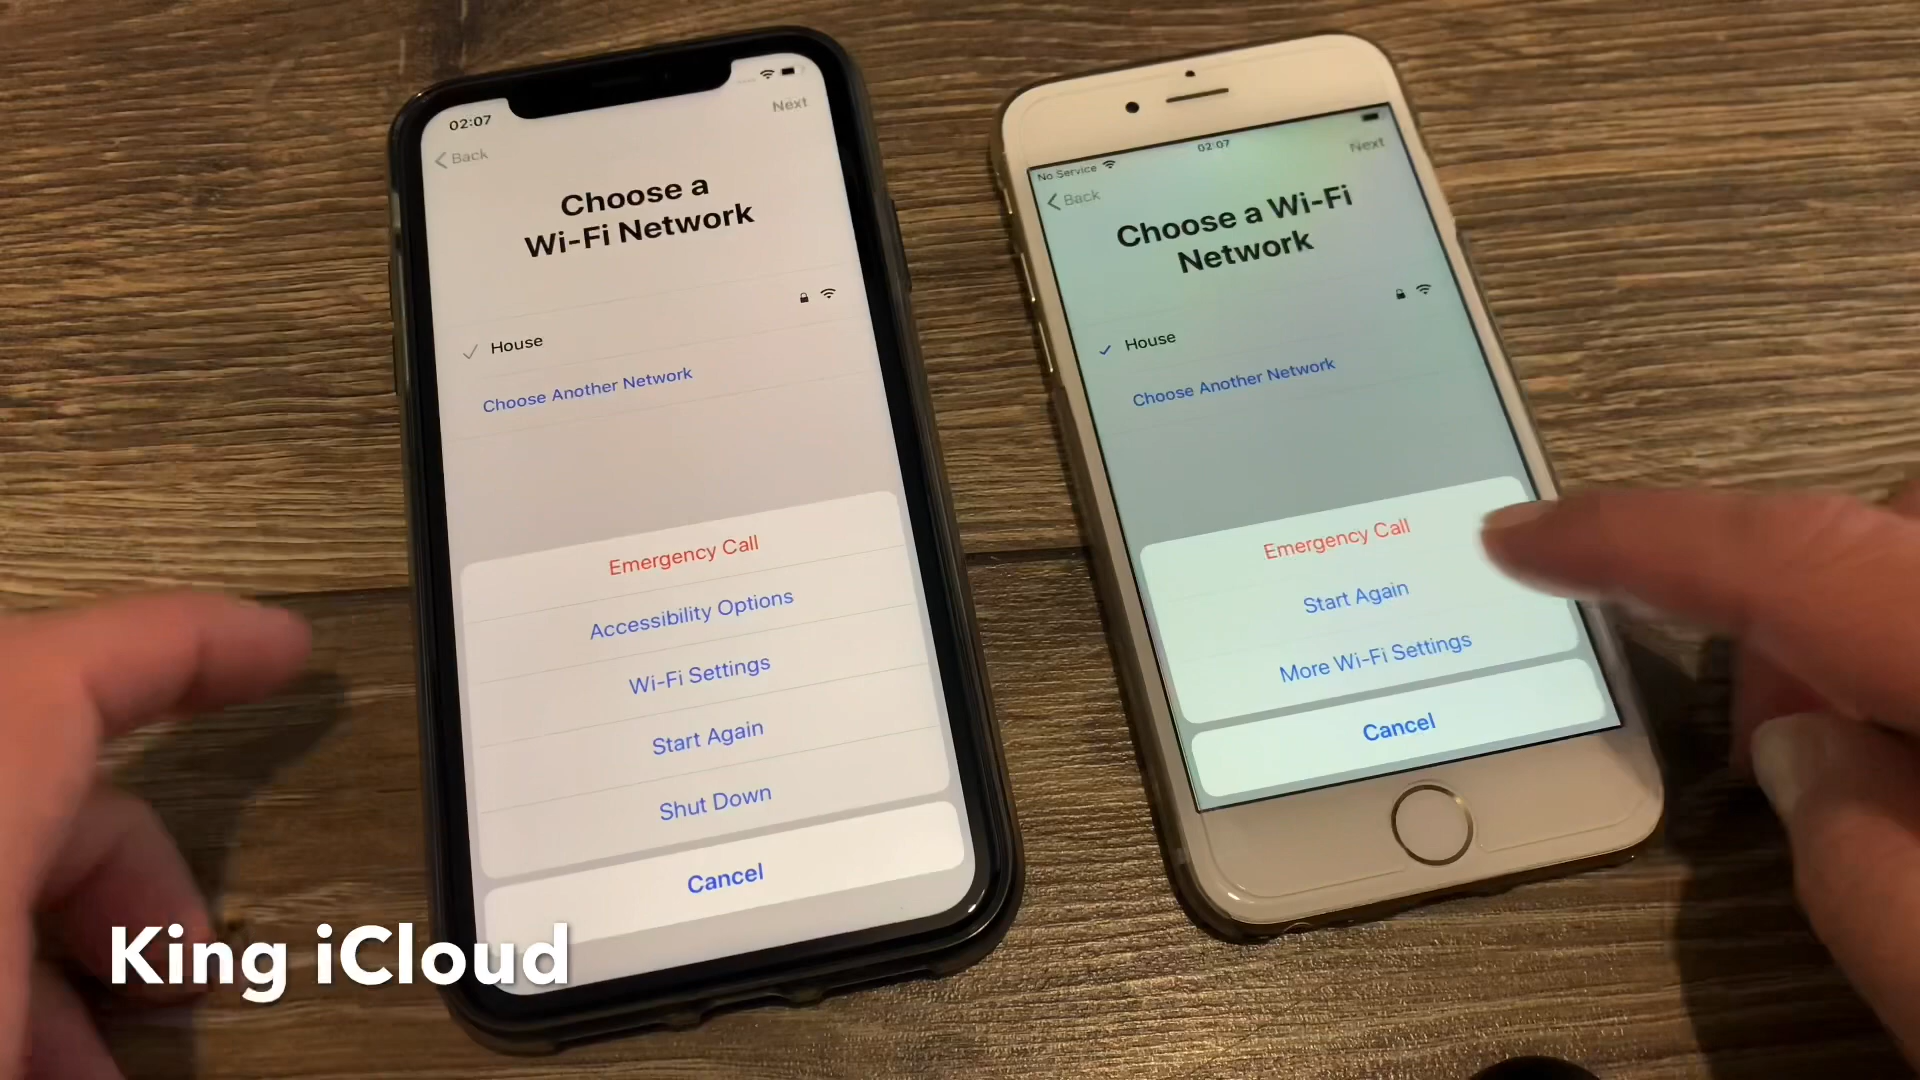 02:07
Next
Back
Choose a
Wi-Fi Network
House
Choose Another Network
Emergency Call
Accessibility Options
Wi-Fi Settings
Start Again
Shut Down
Cancel
No Service
02:07
Next
Back
Choose a Wi-Fi
Network
House
Choose Another Network
Emergency Call
Start Again
More Wi-Fi Settings
Cancel
King iCloud